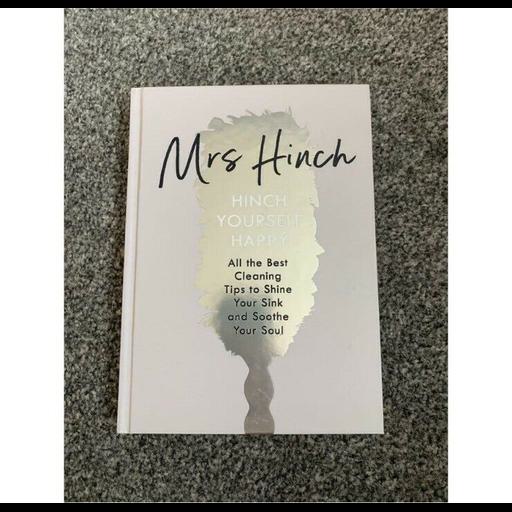 Mrs Hinch
HINCH
YOURSELF
HAPPY
All the Best
Cleaning
Tips to Shine
Your Sink
and Soothe
Your Soul